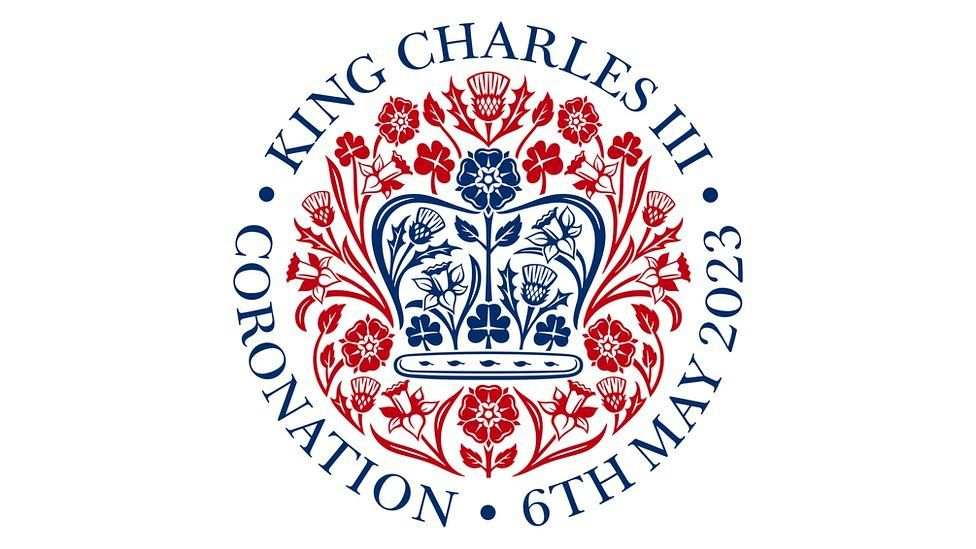 • KING CHARLES III •
CORONATION • 6TH MAY 2023